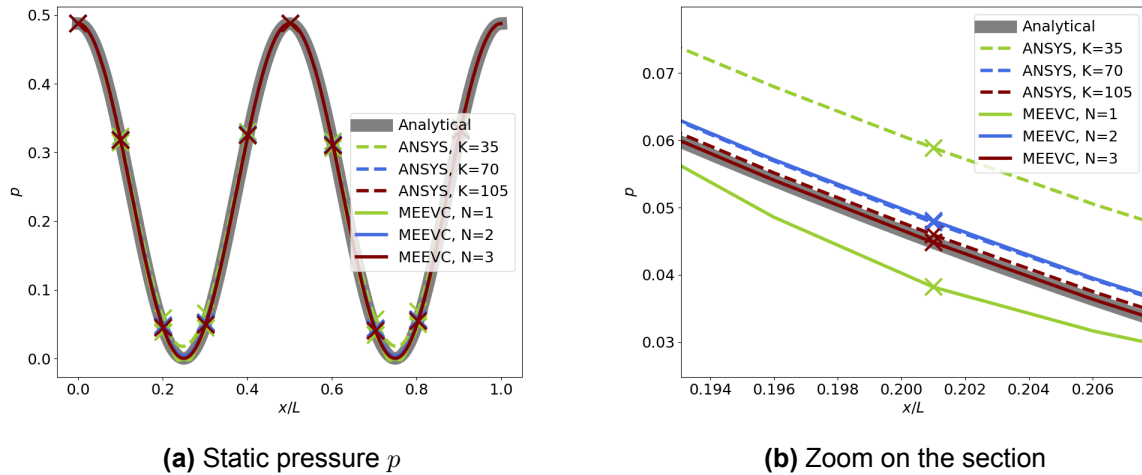 0.5
0.4
0.3
0.2
0.1
0.0
p
0.0 0.2 0.4 0.6 0.8 1.0
x/L
Analytical
ANSYS, K=35
ANSYS, K=70
ANSYS, K=105
MEEVC, N=1
MEEVC, N=2
MEEVC, N=3
(a) Static pressure p
0.07
0.06
0.05
0.04
0.03
p
0.194 0.196 0.198 0.200 0.202 0.204 0.206
x/L
Analytical
ANSYS, K=35
ANSYS, K=70
ANSYS, K=105
MEEVC, N=1
MEEVC, N=2
MEEVC, N=3
(b) Zoom on the section